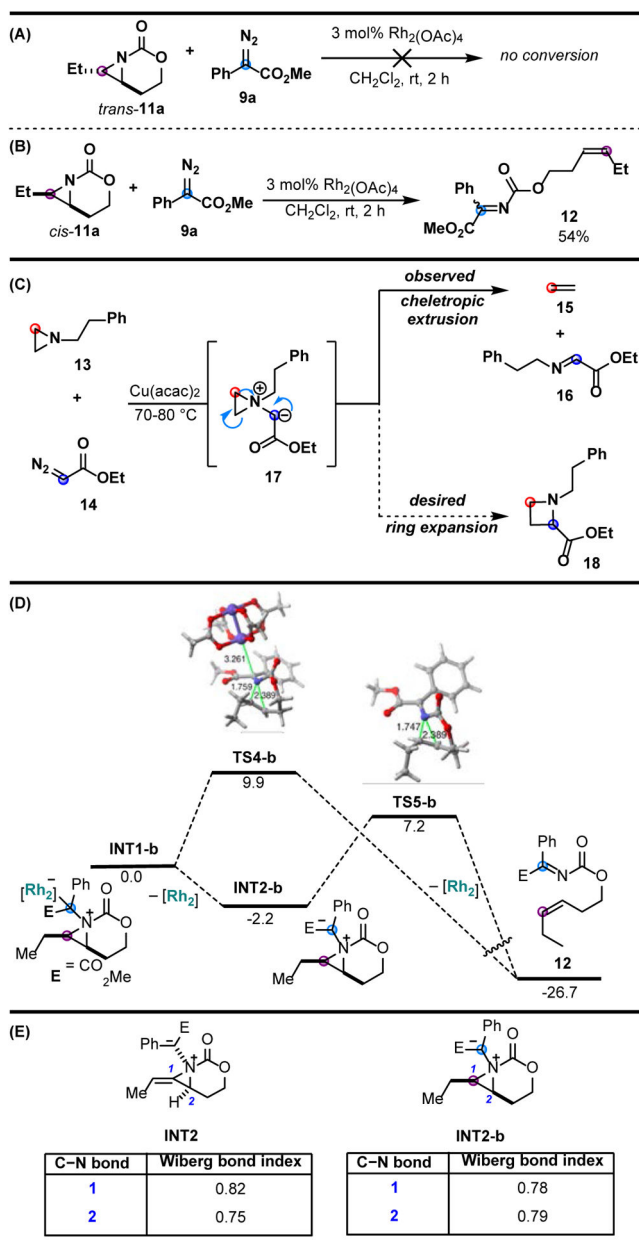 (A)
Et
N
O
O
trans-11a
+
N2
Ph
CO2Me
9a
3 mol% Rh2(OAc)4
CH2Cl2, rt, 2 h
no conversion
(B)
Et
N
O
O
cis-11a
+
N2
Ph
CO2Me
9a
3 mol% Rh2(OAc)4
CH2Cl2, rt, 2 h
Ph
MeO2C
N
O
O
Et
12
54%
(C)
N
Ph
13
+
N2
O
OEt
14
Cu(acac)2
70-80 °C
Ph
N
+
−
O
OEt
17
observed
cheletropic
extrusion
15
+
Ph
N
OEt
O
16
desired
ring expansion
Ph
N
OEt
O
18
(D)
3.261
1.759
2.389
TS4-b
9.9
1.747
2.389
TS5-b
7.2
INT1-b
0.0
− [Rh2]
INT2-b
-2.2
− [Rh2]
[Rh2]
−
Ph
E
N
+
O
O
Me
E = CO2Me
Ph
E
−
N
+
O
O
Me
Ph
E
N
O
O
12
-26.7
(E)
E
Ph
−
N
+
O
O
1
2
Me
H
INT2
C−N bond Wiberg bond index
1 0.82
2 0.75
Ph
E
−
N
+
O
O
1
2
Me
INT2-b
C−N bond Wiberg bond index
1 0.78
2 0.79